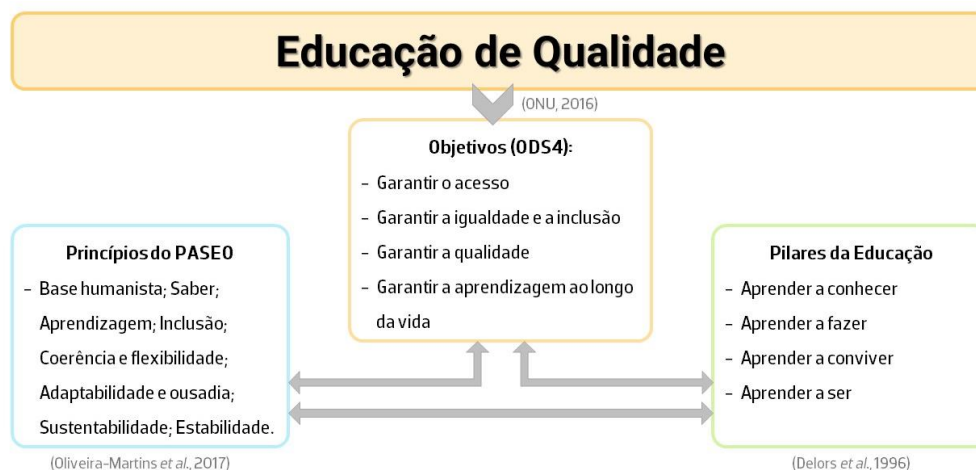 Educação de Qualidade
(ONU, 2016)
Objetivos (ODS4):
- Garantir o acesso
- Garantir a igualdade e a inclusão
- Garantir a qualidade
- Garantir a aprendizagem ao longo
da vida
Princípios do PASEO
- Base humanista; Saber;
Aprendizagem; Inclusão;
Coerência e flexibilidade;
Adaptabilidade e ousadia;
Sustentabilidade; Estabilidade.
(Oliveira-Martins et al., 2017)
Pilares da Educação
- Aprender a conhecer
- Aprender a fazer
- Aprender a conviver
- Aprender a ser
(Delors et al., 1996)